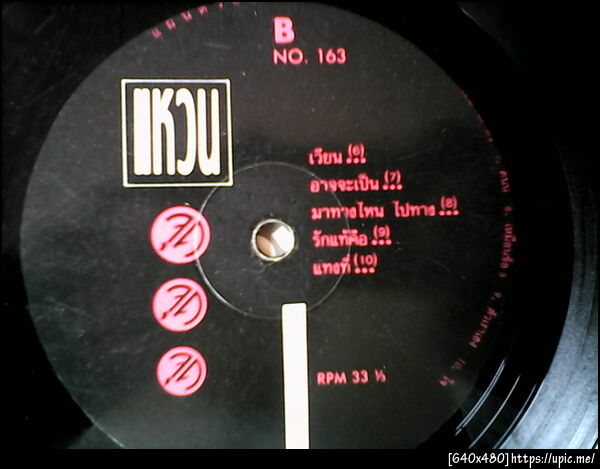 B
NO. 163
แหวน
เวียน (6)...
อาจจะเป็น (7)...
มาทางไหน ไปทาง (8)...
รักแท้คือ (9)...
แทงที่ (10)...
RPM 33 ⅓
[640x480]https://upic.me/